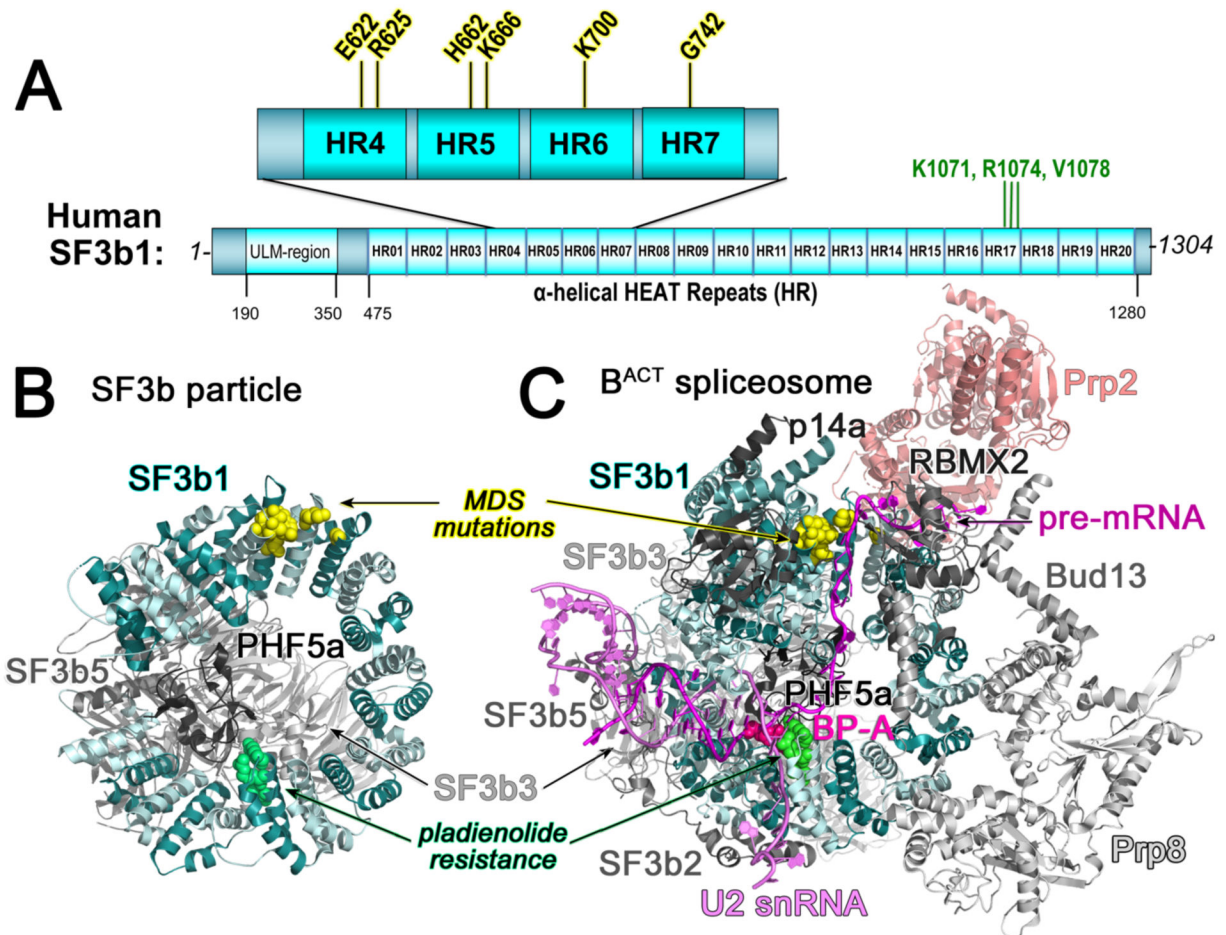 A
E622
R625
H662
K666
K700
G742
HR4
HR5
HR6
HR7
K1071, R1074, V1078
Human
SF3b1:
1-
ULM-region
HR01
HR02
HR03
HR04
HR05
HR06
HR07
HR08
HR09
HR10
HR11
HR12
HR13
HR14
HR15
HR16
HR17
HR18
HR19
HR20
-1304
190
350
475
α-helical HEAT Repeats (HR)
1280
B
SF3b particle
SF3b1
MDS
mutations
PHF5a
SF3b5
SF3b3
pladienolide
resistance
C
BACT spliceosome
p14a
Prp2
SF3b1
RBMX2
pre-mRNA
SF3b3
Bud13
PHF5a
SF3b5
BP-A
SF3b2
Prp8
U2 snRNA